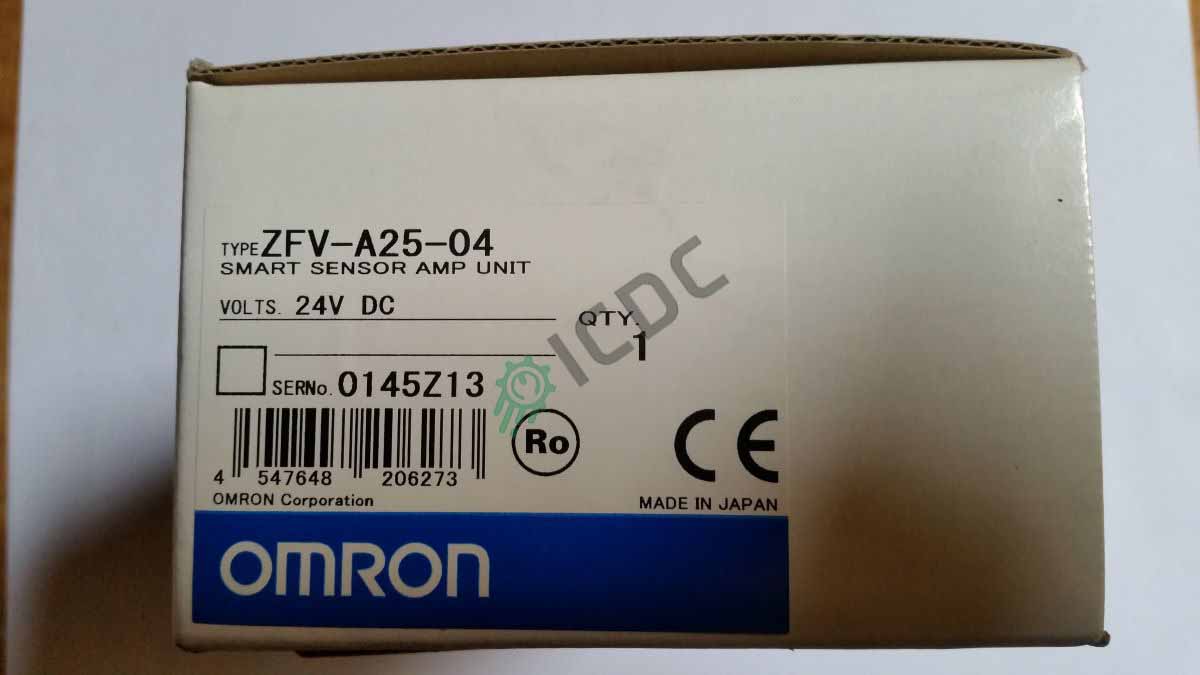 TYPE ZFV-A25-04
SMART SENSOR AMP UNIT
VOLTS. 24V DC
QTY.
1
SERNo. 0145Z13
4 547648 206273
Ro
CE
OMRON Corporation
MADE IN JAPAN
OMRON
ICDC